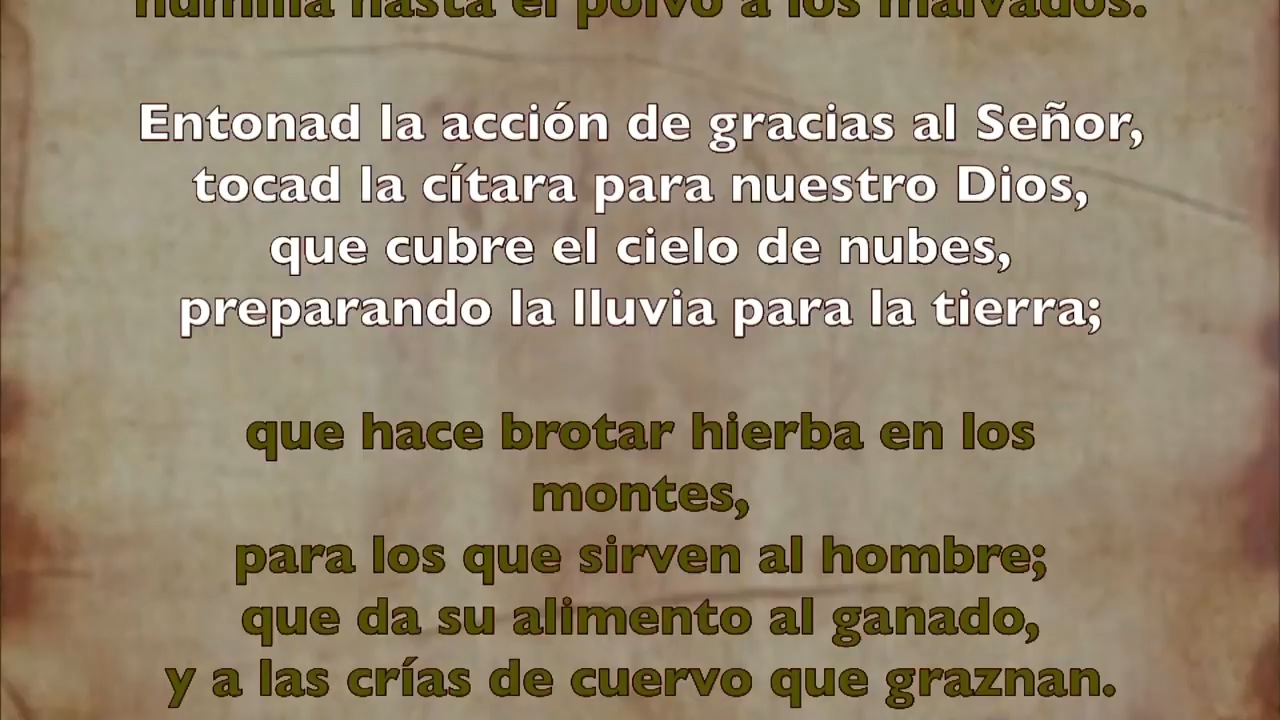 humilla hasta el polvo a los malvados.
Entonad la acción de gracias al Señor,
tocad la cítara para nuestro Dios,
que cubre el cielo de nubes,
preparando la lluvia para la tierra;
que hace brotar hierba en los
montes,
para los que sirven al hombre;
que da su alimento al ganado,
y a las crías de cuervo que graznan.